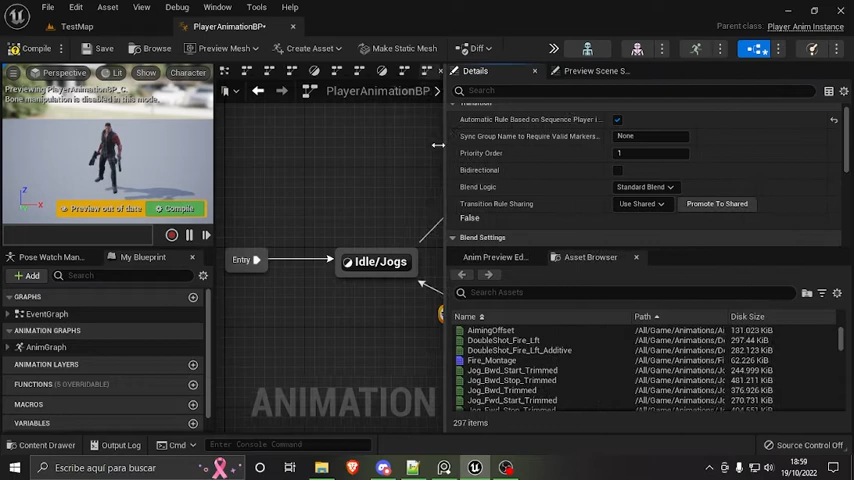 File Edit Asset View Debug Window Tools Help
TestMap PlayerAnimationBP• Parent class: Player Anim Instance
Compile Save Browse Preview Mesh Create Asset Make Static Mesh Diff
Perspective Lit Show Character
Previewing PlayerAnimationBP_C.
Bone manipulation is disabled in this mode.
Preview out of date Compile
PlayerAnimationBP
Details Preview Scene S...
Search
Transition
Automatic Rule Based on Sequence Player i...
Sync Group Name to Require Valid Markers... None
Priority Order 1
Bidirectional
Blend Logic Standard Blend
Transition Rule Sharing Use Shared Promote To Shared
False
Blend Settings
Entry Idle/Jogs
ANIMATION
Pose Watch Man... My Blueprint
Add Search
GRAPHS
EventGraph
ANIMATION GRAPHS
AnimGraph
ANIMATION LAYERS
FUNCTIONS (5 OVERRIDABLE)
MACROS
VARIABLES
Anim Preview Ed... Asset Browser
Search Assets
Name Path Disk Size
AimingOffset /All/Game/Animations/Ai 131.023 KiB
DoubleShot_Fire_Lft /All/Game/Animations/D 297.44 KiB
DoubleShot_Fire_Lft_Additive /All/Game/Animations/D 282.123 KiB
Fire_Montage /All/Game/Animations/Fi 62.226 KiB
Jog_Bwd_Start_Trimmed /All/Game/Animations/J 244.999 KiB
Jog_Bwd_Stop_Trimmed /All/Game/Animations/J 481.211 KiB
Jog_Bwd_Trimmed /All/Game/Animations/J 376.926 KiB
Jog_Fwd_Start_Trimmed /All/Game/Animations/J 270.731 KiB
Jog_Fwd_Stop_Trimmed /All/Game/Animations/J 404.551 KiB
297 items
Content Drawer Output Log Cmd Enter Console Command Source Control Off
Escribe aquí para buscar 18:59
19/10/2022